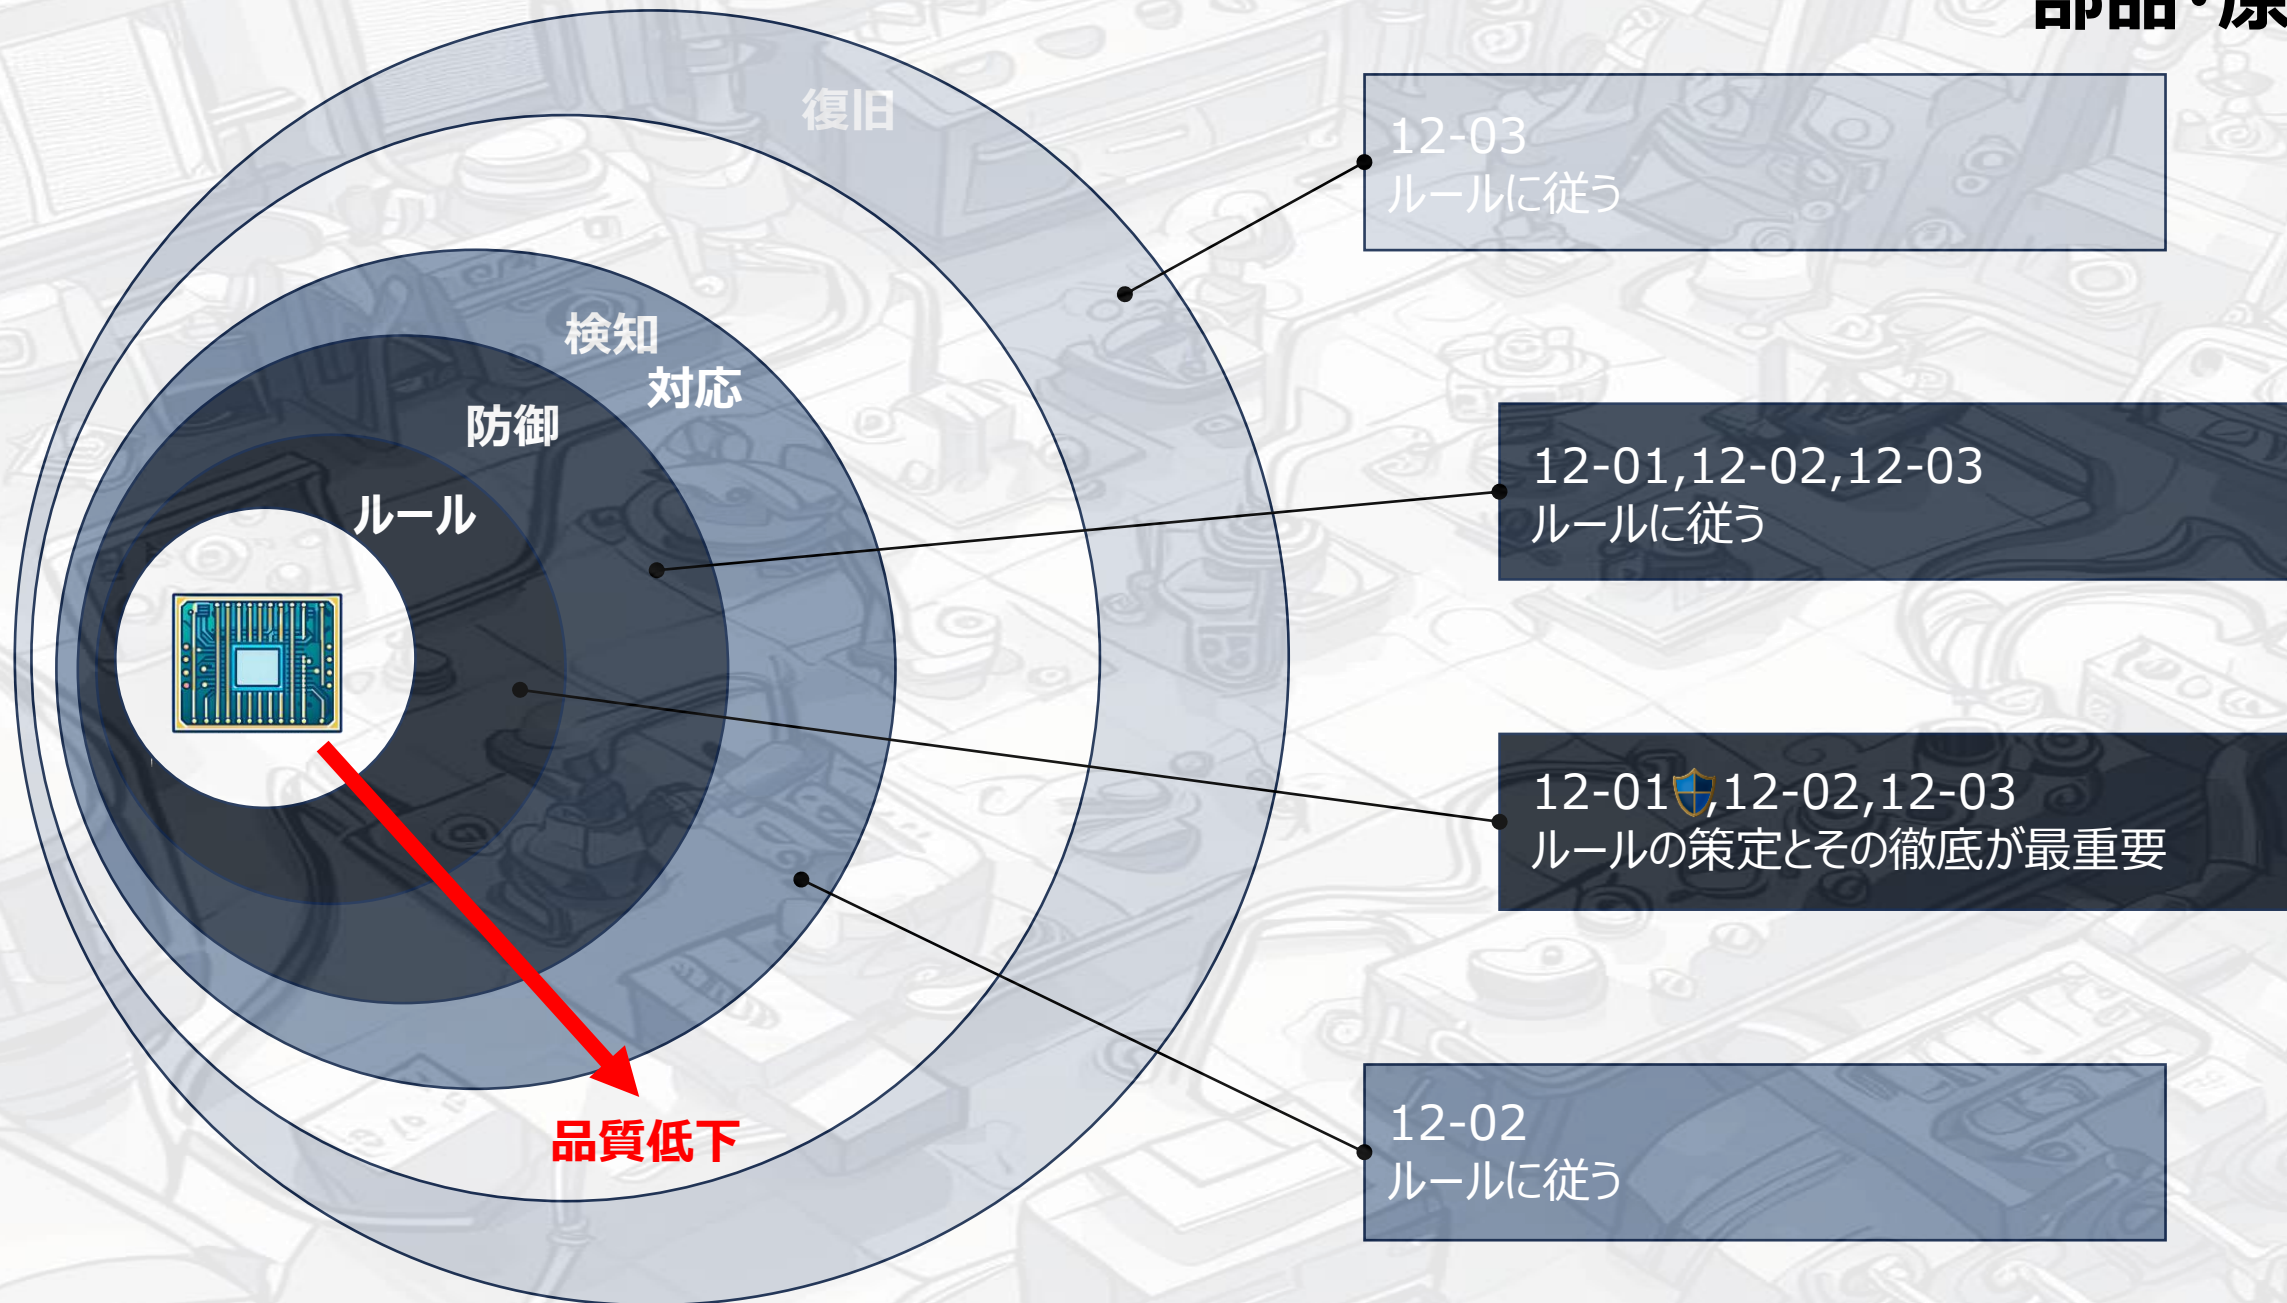 部品・原
復旧
検知
対応
防御
ルール
品質低下
12-03
ルールに従う
12-01,12-02,12-03
ルールに従う
12-01,12-02,12-03
ルールの策定とその徹底が最重要
12-02
ルールに従う